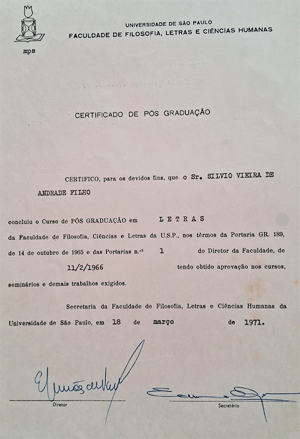 UNIVERSIDADE DE SÃO PAULO
FACULDADE DE FILOSOFIA, LETRAS E CIÊNCIAS HUMANAS
mps
CERTIFICADO DE PÓS GRADUAÇÃO
CERTIFICO, para os devidos fins, que o Sr. SILVIO VIEIRA DE
ANDRADE FILHO
concluiu o Curso de PÓS GRADUAÇÃO em L E T R A S
da Faculdade de Filosofia, Ciências e Letras da U.S.P., nos têrmos da Portaria GR. 189,
de 14 de outubro de 1965 e das Portarias n.ºs 1 do Diretor da Faculdade, de
11/2/1966 tendo obtido aprovação nos cursos,
seminários e demais trabalhos exigidos.
Secretaria da Faculdade de Filosofia, Letras e Ciências Humanas da
Universidade de São Paulo, em 18 de março de 1971.
Diretor Secretário